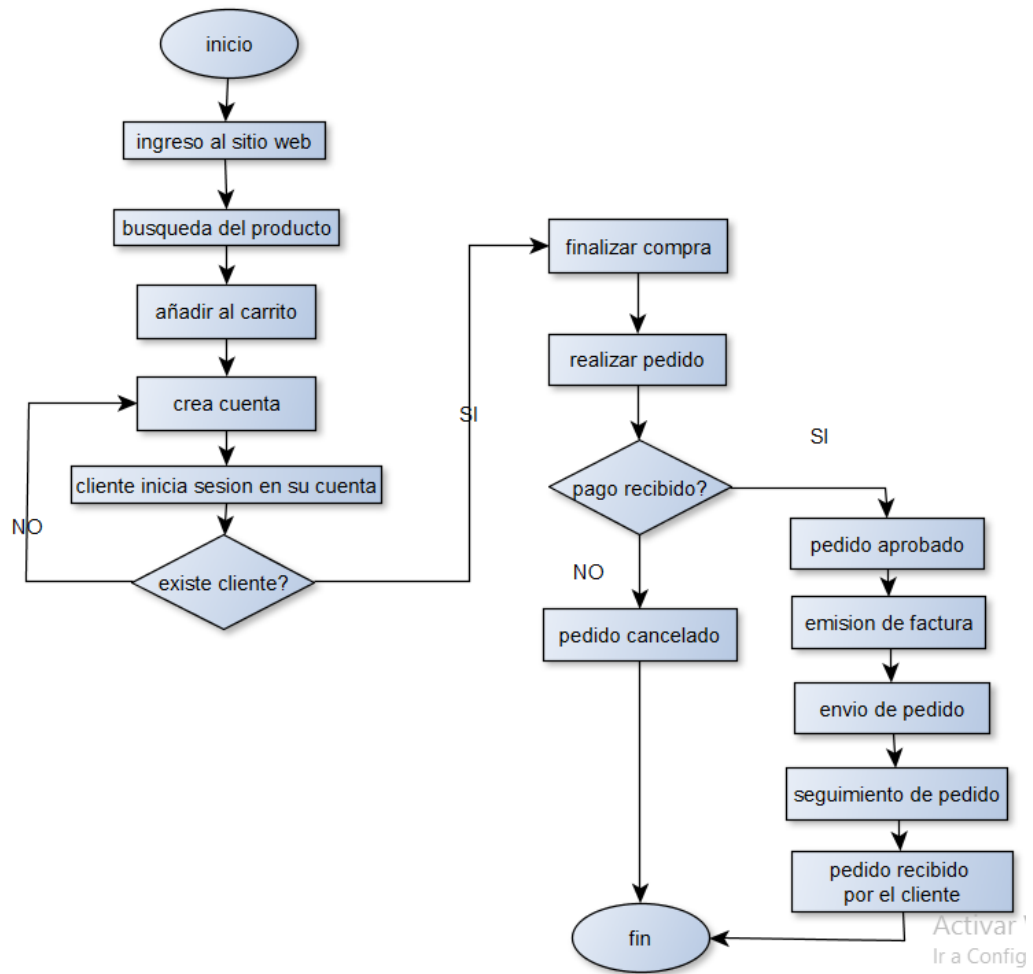 inicio
ingreso al sitio web
busqueda del producto
añadir al carrito
crea cuenta
cliente inicia sesion en su cuenta
NO
existe cliente?
SI
finalizar compra
realizar pedido
pago recibido?
NO
pedido cancelado
SI
pedido aprobado
emision de factura
envio de pedido
seguimiento de pedido
pedido recibido
por el cliente
fin
Activar
Ir a Config